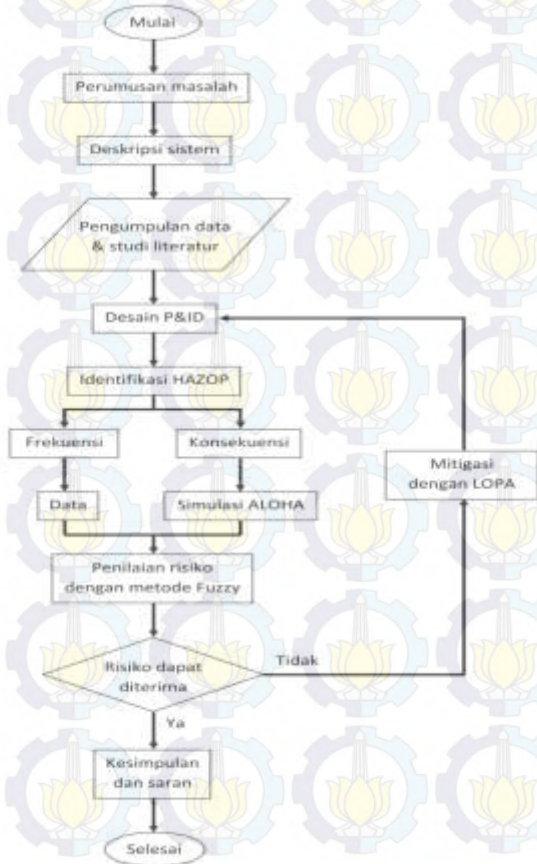 Mulai
Perumusan masalah
Deskripsi sistem
Pengumpulan data
& studi literatur
Desain P&ID
Identifikasi HAZOP
Frekuensi
Konsekuensi
Data
Simulasi ALOHA
Mitigasi
dengan LOPA
Penilaian risiko
dengan metode Fuzzy
Risiko dapat
diterima
Tidak
Ya
Kesimpulan
dan saran
Selesai